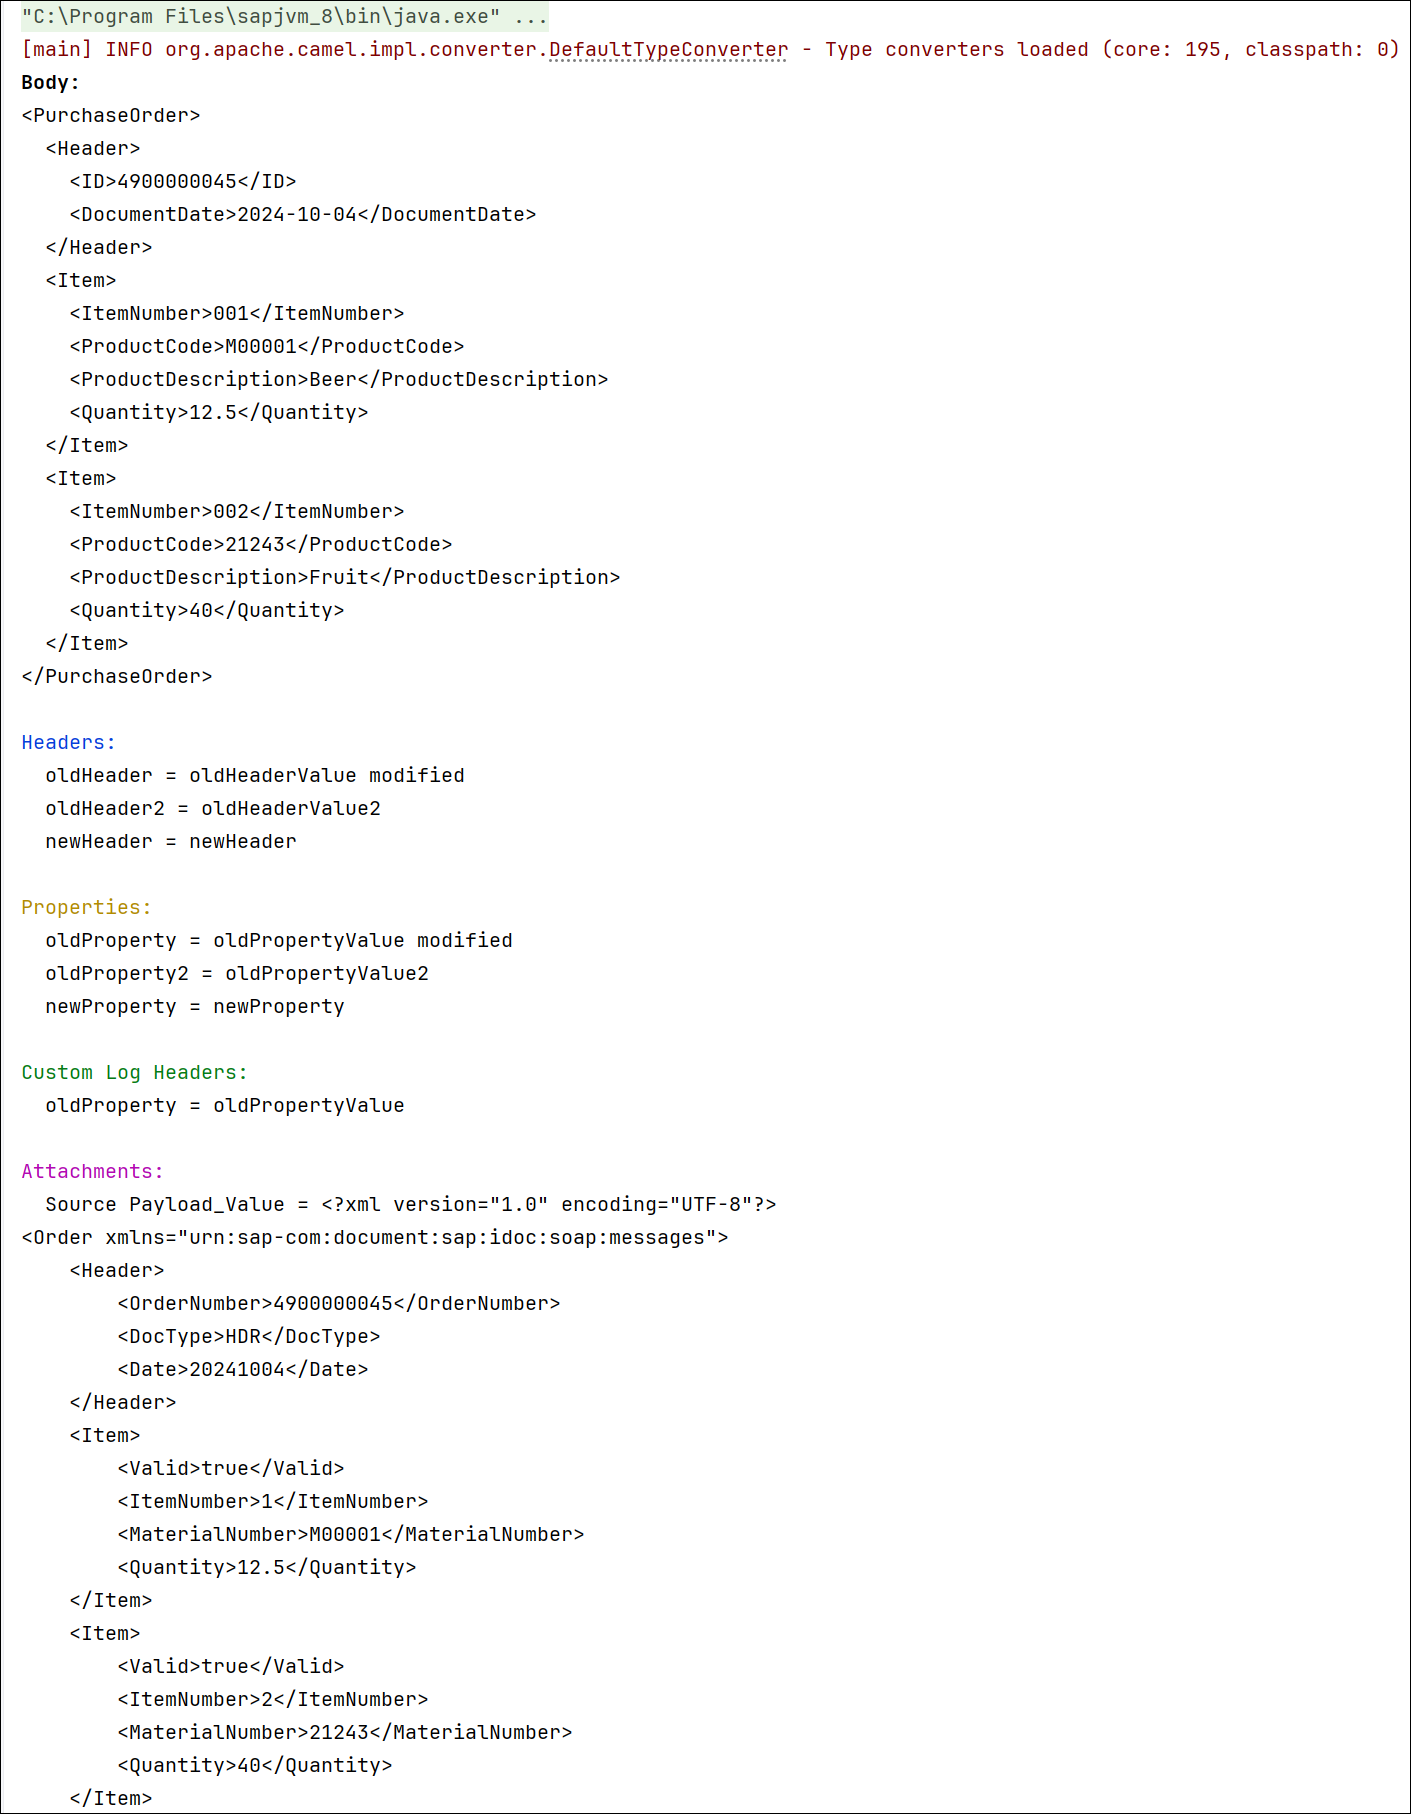 "C:\Program Files\sapjvm_8\bin\java.exe" ...
[main] INFO org.apache.camel.impl.converter.DefaultTypeConverter - Type converters loaded (core: 195, classpath: 0)
Body:
<PurchaseOrder>
  <Header>
    <ID>4900000045</ID>
    <DocumentDate>2024-10-04</DocumentDate>
  </Header>
  <Item>
    <ItemNumber>001</ItemNumber>
    <ProductCode>M00001</ProductCode>
    <ProductDescription>Beer</ProductDescription>
    <Quantity>12.5</Quantity>
  </Item>
  <Item>
    <ItemNumber>002</ItemNumber>
    <ProductCode>21243</ProductCode>
    <ProductDescription>Fruit</ProductDescription>
    <Quantity>40</Quantity>
  </Item>
</PurchaseOrder>

Headers:
  oldHeader = oldHeaderValue modified
  oldHeader2 = oldHeaderValue2
  newHeader = newHeader

Properties:
  oldProperty = oldPropertyValue modified
  oldProperty2 = oldPropertyValue2
  newProperty = newProperty

Custom Log Headers:
  oldProperty = oldPropertyValue

Attachments:
  Source Payload_Value = <?xml version="1.0" encoding="UTF-8"?>
<Order xmlns="urn:sap-com:document:sap:idoc:soap:messages">
    <Header>
        <OrderNumber>4900000045</OrderNumber>
        <DocType>HDR</DocType>
        <Date>20241004</Date>
    </Header>
    <Item>
        <Valid>true</Valid>
        <ItemNumber>1</ItemNumber>
        <MaterialNumber>M00001</MaterialNumber>
        <Quantity>12.5</Quantity>
    </Item>
    <Item>
        <Valid>true</Valid>
        <ItemNumber>2</ItemNumber>
        <MaterialNumber>21243</MaterialNumber>
        <Quantity>40</Quantity>
    </Item>